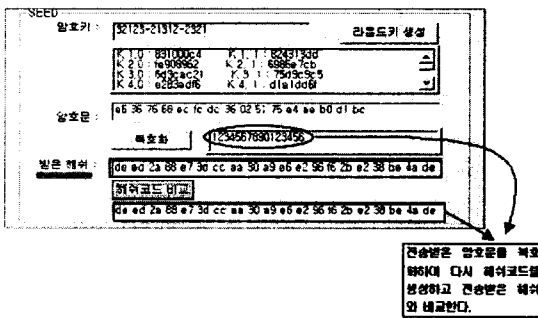 SEED
암호키 : 92123-21312-2321
라운드키 생성
K 1.0 : 831000c4 K 1, 1 : 824313dd
K 2.0 : fe908962 K 2, 1 : 6986e7cb
K 3.0 : 6d3cac21 K 3, 1 : 75d9c9c5
K 4.0 : e283adf6 K 4, 1 : d1a1dd6f
암호문 : e6 36 76 68 ec fc dc 36 02 51 75 e4 ae b0 d1 bc
복호화 1234567890123456
받은 해쉬 : de ed 2a 88 e7 3d cc aa 30 a9 e6 e2 96 f6 2b e2 38 be 4a de
해쉬코드 비교
de ed 2a 88 e7 3d cc aa 30 a9 e6 e2 96 f6 2b e2 38 be 4a de
전송받은 암호문을 복호
화하여 다시 해쉬코드를
생성하고 전송받은 해쉬
와 비교한다.